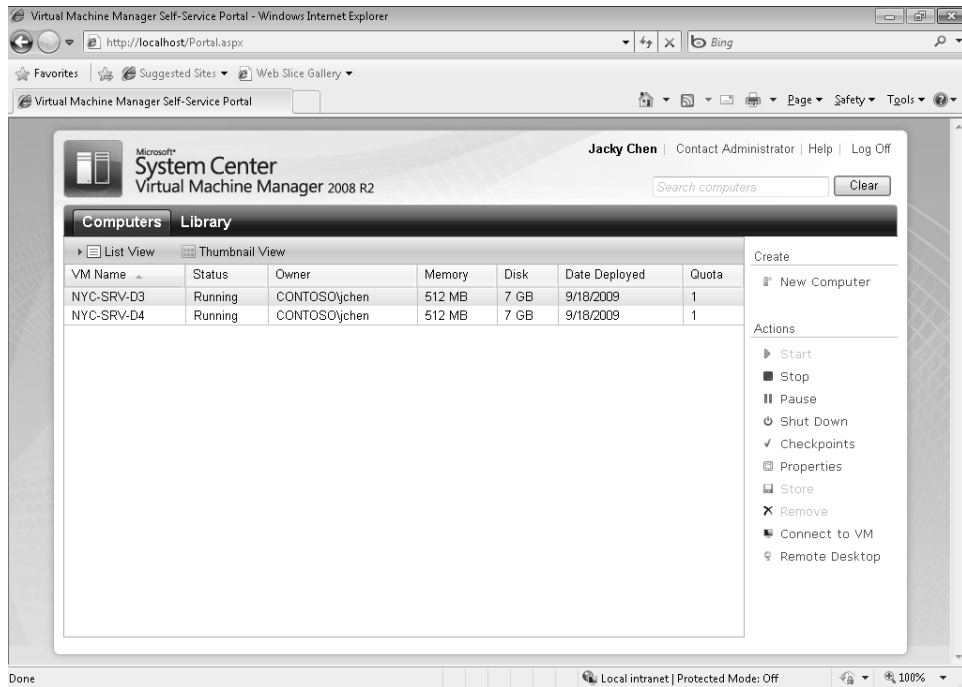 Virtual Machine Manager Self-Service Portal - Windows Internet Explorer
http://localhost/Portal.aspx
Bing
Favorites Suggested Sites Web Slice Gallery
Virtual Machine Manager Self-Service Portal
Page Safety Tools
Microsoft
System Center
Virtual Machine Manager 2008 R2
Jacky Chen | Contact Administrator | Help | Log Off
Search computers Clear
Computers Library
List View Thumbnail View
VM Name Status Owner Memory Disk Date Deployed Quota
NYC-SRV-D3 Running CONTOSO\jchen 512 MB 7 GB 9/18/2009 1
NYC-SRV-D4 Running CONTOSO\jchen 512 MB 7 GB 9/18/2009 1
Create
New Computer
Actions
Start
Stop
Pause
Shut Down
Checkpoints
Properties
Store
Remove
Connect to VM
Remote Desktop
Done Local intranet | Protected Mode: Off 100%